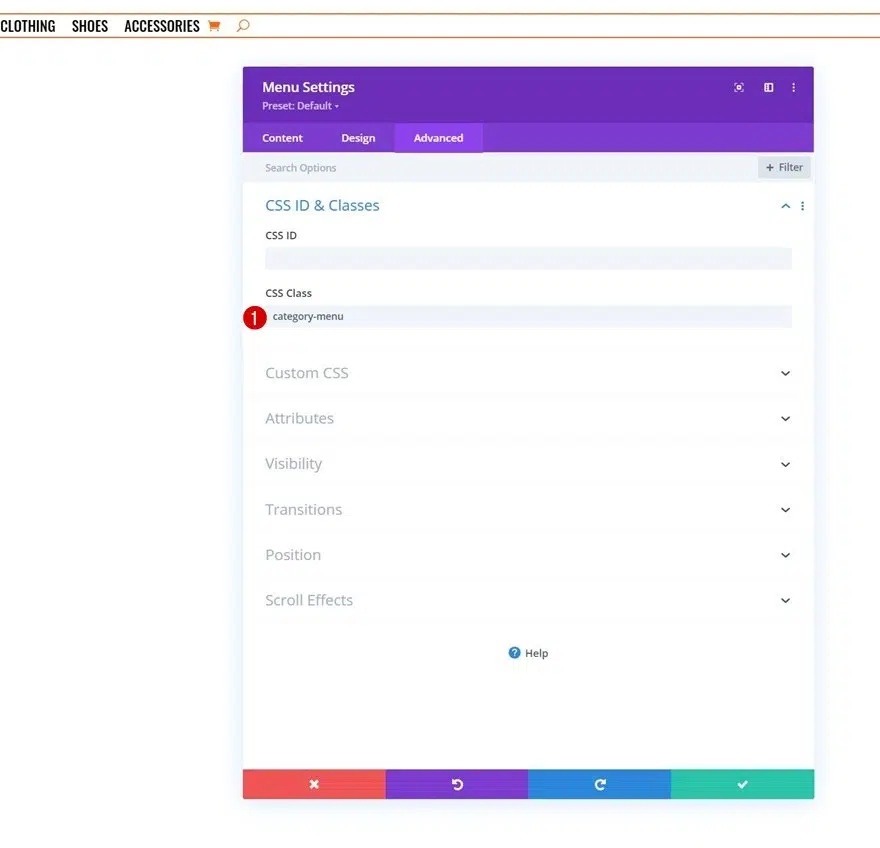 CLOTHING SHOES ACCESSORIES
Menu Settings
Preset: Default
Content Design Advanced
Search Options + Filter
CSS ID & Classes
CSS ID
CSS Class
1 category-menu
Custom CSS
Attributes
Visibility
Transitions
Position
Scroll Effects
? Help